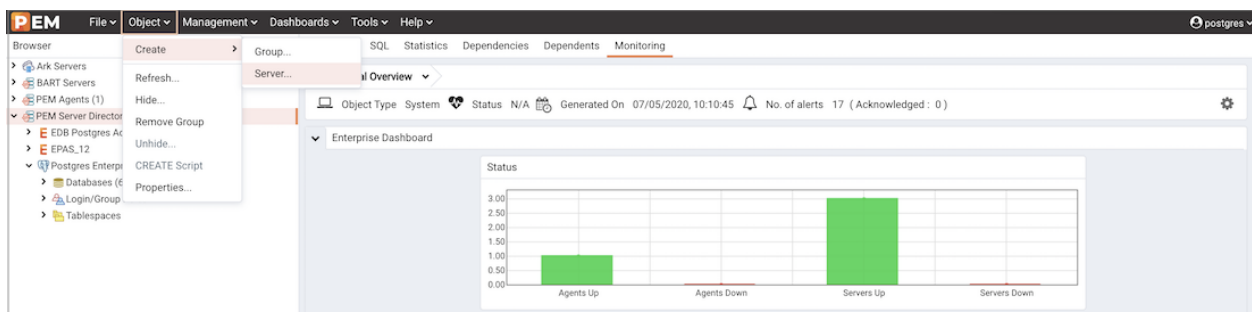 PEM File Object Management Dashboards Tools Help postgres
Browser
Ark Servers
BART Servers
PEM Agents (1)
PEM Server Director
EDB Postgres
EPAS_12
Postgres Enterp
Databases (6
Login/Group
Tablespaces
Create
Refresh...
Hide...
Remove Group
Unhide...
CREATE Script
Properties...
Group...
Server...
SQL Statistics Dependencies Dependents Monitoring
Overview
Object Type System Status N/A Generated On 07/05/2020, 10:10:45 No. of alerts 17 ( Acknowledged : 0 )
Enterprise Dashboard
Status
3.00
2.50
2.00
1.50
1.00
0.50
0.00
Agents Up Agents Down Servers Up Servers Down